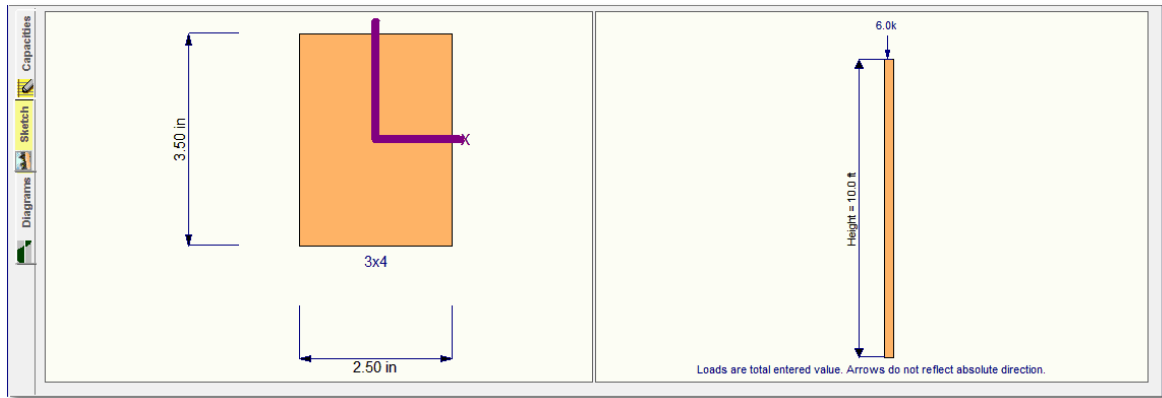 Capacities
Sketch
Diagrams
3.50 in
X
3x4
2.50 in
6.0k
Height = 10.0 ft
Loads are total entered value. Arrows do not reflect absolute direction.